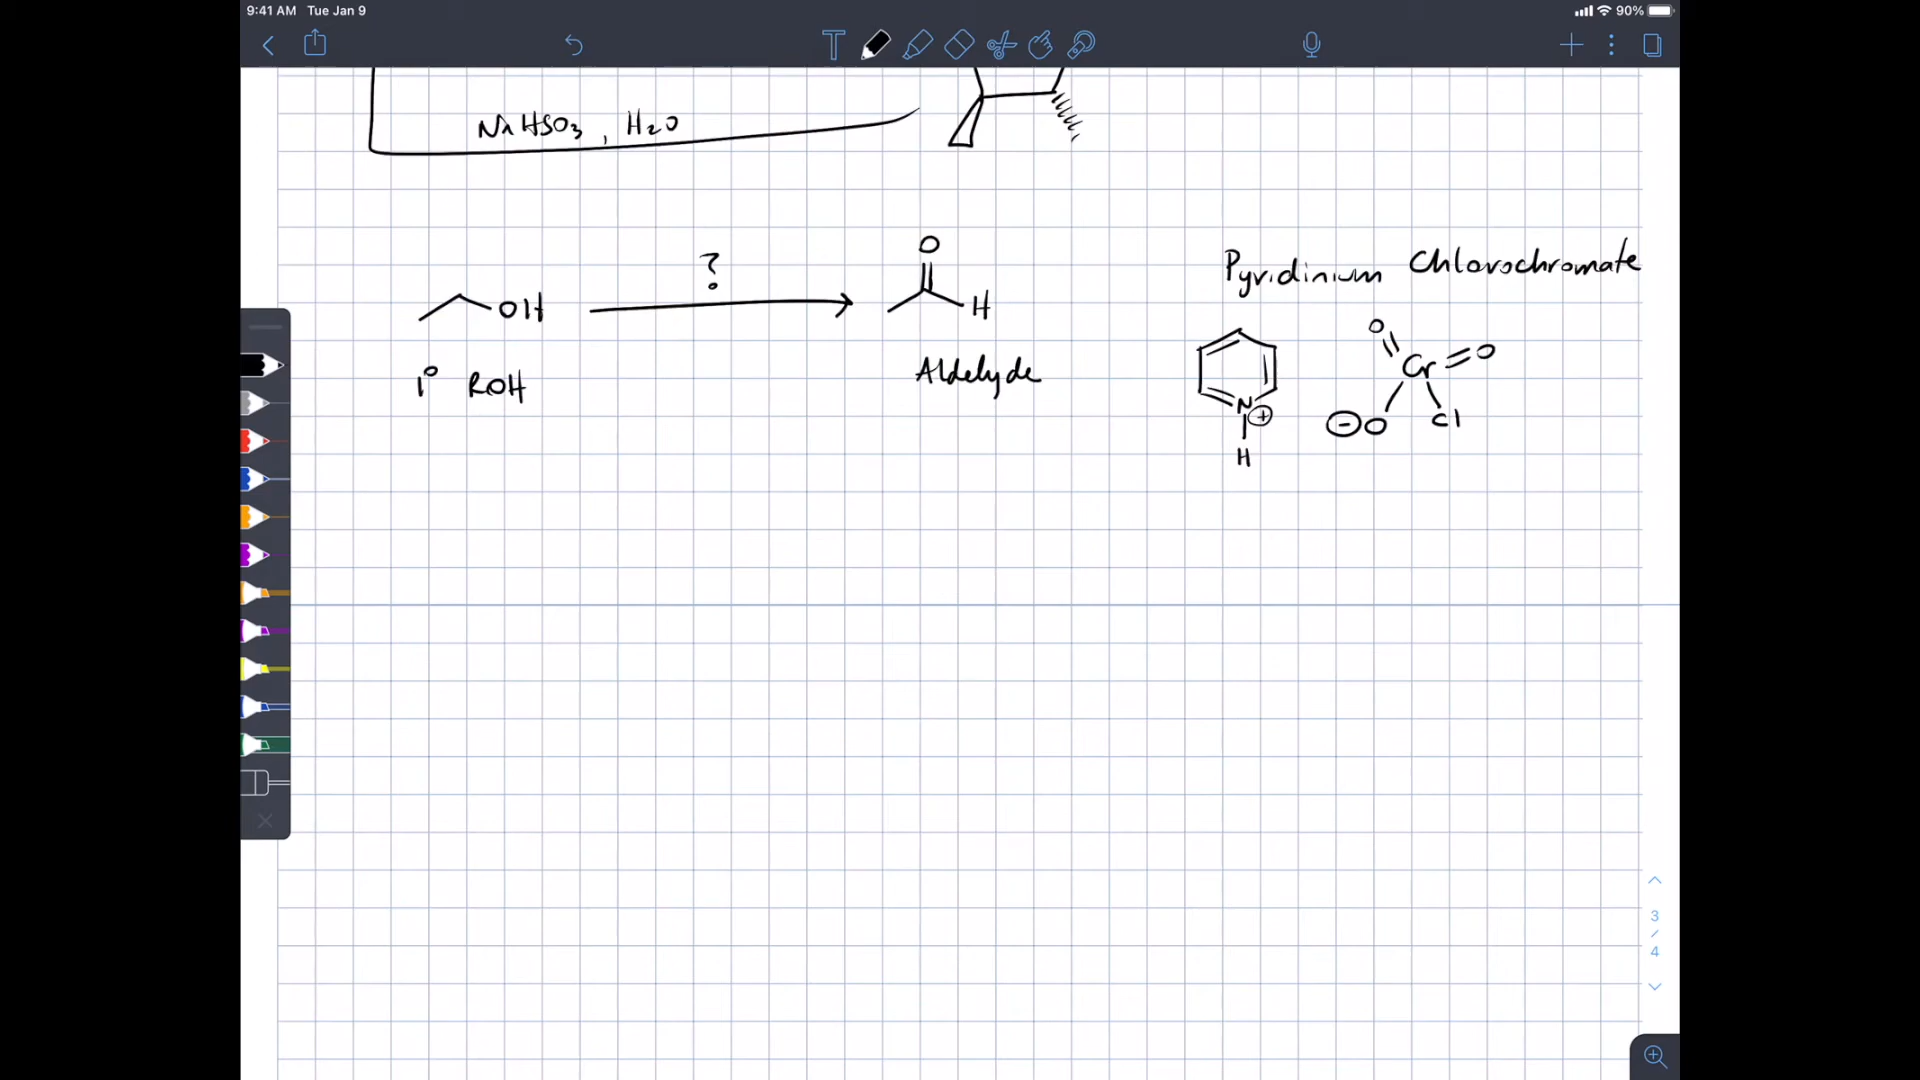 9:41 AM Tue Jan 9
90%
T
NaHSO3 , H2O
Pyridinium Chlorochromate
?
O
OH
H
1° ROH
Aldelyde
O
Cr
O
N
+
H
-
O
Cl
3
/
4